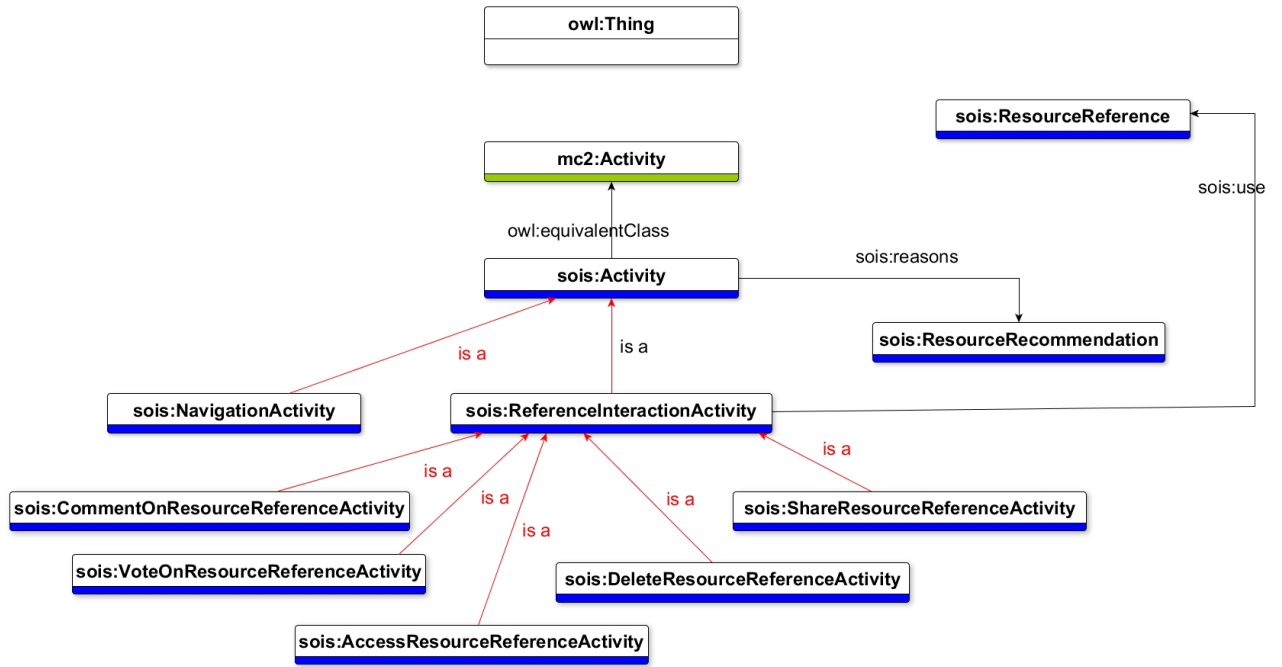 owl:Thing
sois:ResourceReference
mc2:Activity
sois:use
owl:equivalentClass
sois:reasons
sois:Activity
sois:ResourceRecommendation
is a
is a
sois:NavigationActivity
sois:ReferenceInteractionActivity
is a
is a
is a
is a
is a
sois:CommentOnResourceReferenceActivity
sois:ShareResourceReferenceActivity
sois:VoteOnResourceReferenceActivity
sois:DeleteResourceReferenceActivity
sois:AccessResourceReferenceActivity